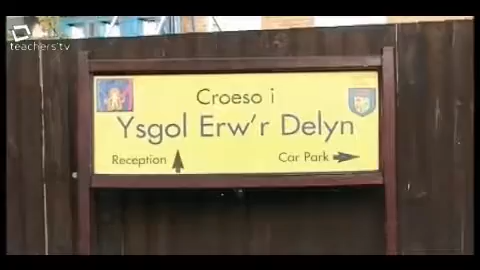 teachers'tv
Croeso i
Ysgol Erw'r Delyn
Reception
Car Park